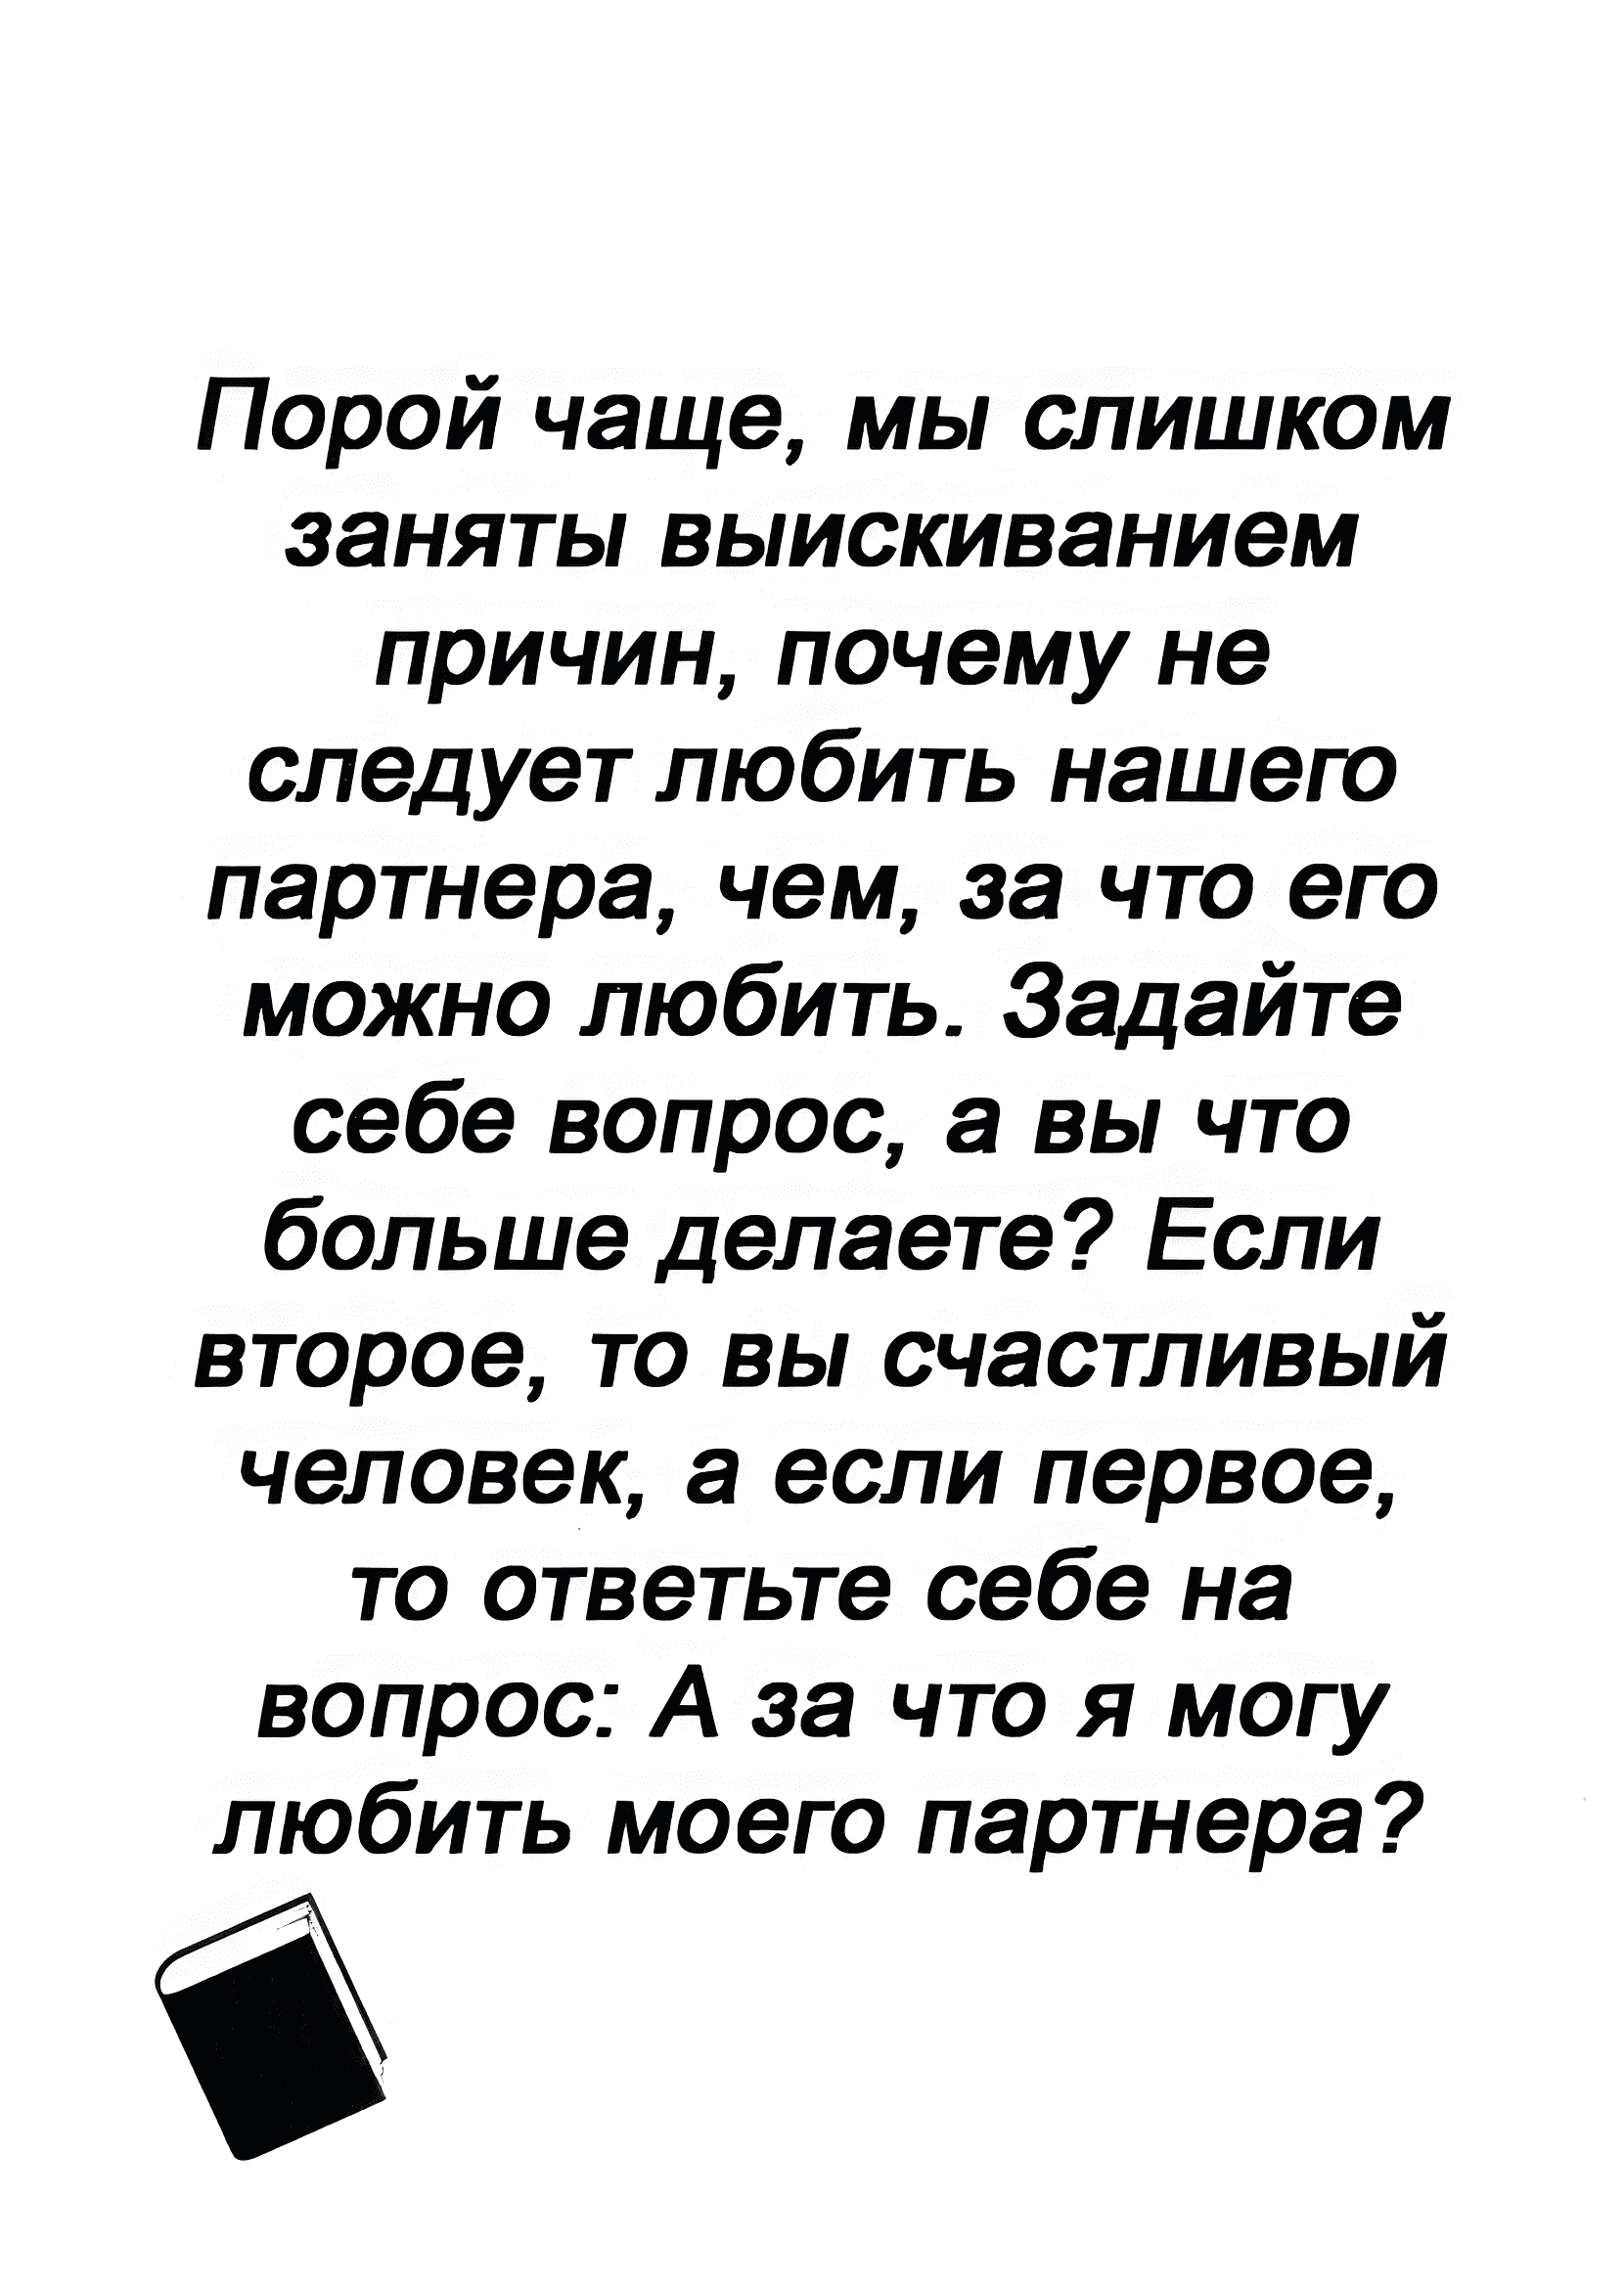 Порой чаще, мы слишком
заняты выискиванием
причин, почему не
следует любить нашего
партнера, чем, за что его
можно любить. Задайте
себе вопрос, а вы что
больше делаете? Если
второе, то вы счастливый
человек, а если первое,
то ответьте себе на
вопрос: А за что я могу
любить моего партнера?